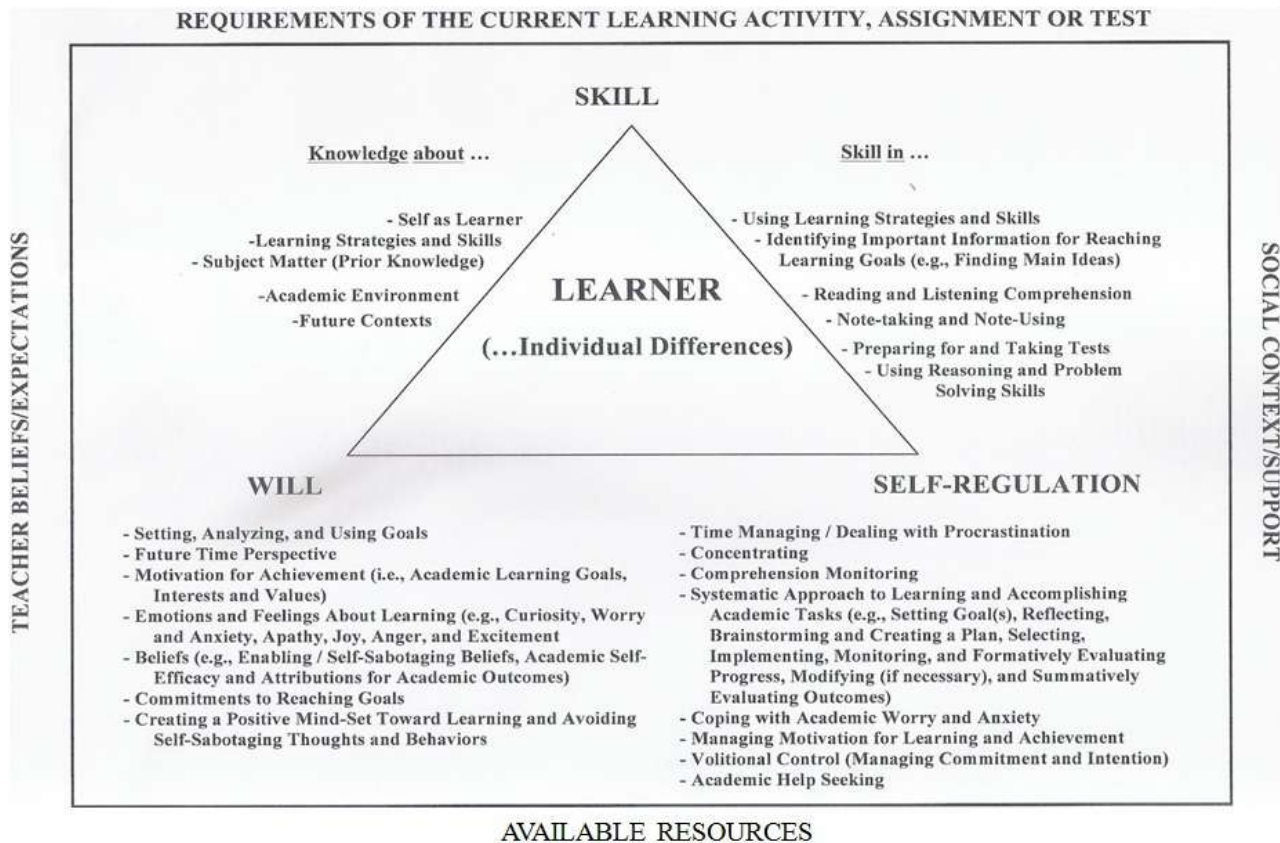 REQUIREMENTS OF THE CURRENT LEARNING ACTIVITY, ASSIGNMENT OR TEST
SKILL
Knowledge about ...
- Self as Learner
-Learning Strategies and Skills
- Subject Matter (Prior Knowledge)
-Academic Environment
-Future Contexts
Skill in ...
- Using Learning Strategies and Skills
- Identifying Important Information for Reaching
Learning Goals (e.g., Finding Main Ideas)
- Reading and Listening Comprehension
- Note-taking and Note-Using
- Preparing for and Taking Tests
- Using Reasoning and Problem
Solving Skills
LEARNER
(...Individual Differences)
TEACHER BELIEFS/EXPECTATIONS
SOCIAL CONTEXT/SUPPORT
WILL
- Setting, Analyzing, and Using Goals
- Future Time Perspective
- Motivation for Achievement (i.e., Academic Learning Goals,
Interests and Values)
- Emotions and Feelings About Learning (e.g., Curiosity, Worry
and Anxiety, Apathy, Joy, Anger, and Excitement
- Beliefs (e.g., Enabling / Self-Sabotaging Beliefs, Academic Self-
Efficacy and Attributions for Academic Outcomes)
- Commitments to Reaching Goals
- Creating a Positive Mind-Set Toward Learning and Avoiding
Self-Sabotaging Thoughts and Behaviors
SELF-REGULATION
- Time Managing / Dealing with Procrastination
- Concentrating
- Comprehension Monitoring
- Systematic Approach to Learning and Accomplishing
Academic Tasks (e.g., Setting Goal(s), Reflecting,
Brainstorming and Creating a Plan, Selecting,
Implementing, Monitoring, and Formatively Evaluating
Progress, Modifying (if necessary), and Summatively
Evaluating Outcomes)
- Coping with Academic Worry and Anxiety
- Managing Motivation for Learning and Achievement
- Volitional Control (Managing Commitment and Intention)
- Academic Help Seeking
AVAILABLE RESOURCES